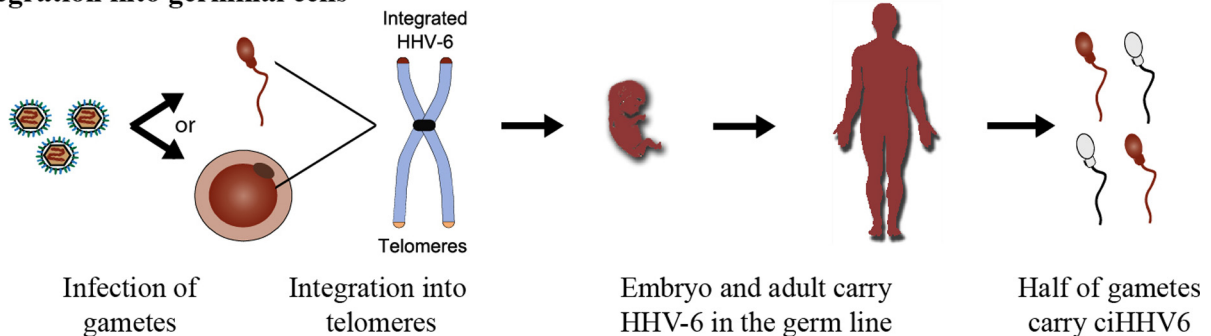 Integrated
HHV-6
or
Telomeres
Infection of
gametes
Integration into
telomeres
Embryo and adult carry
HHV-6 in the germ line
Half of gametes
carry ciHHV6